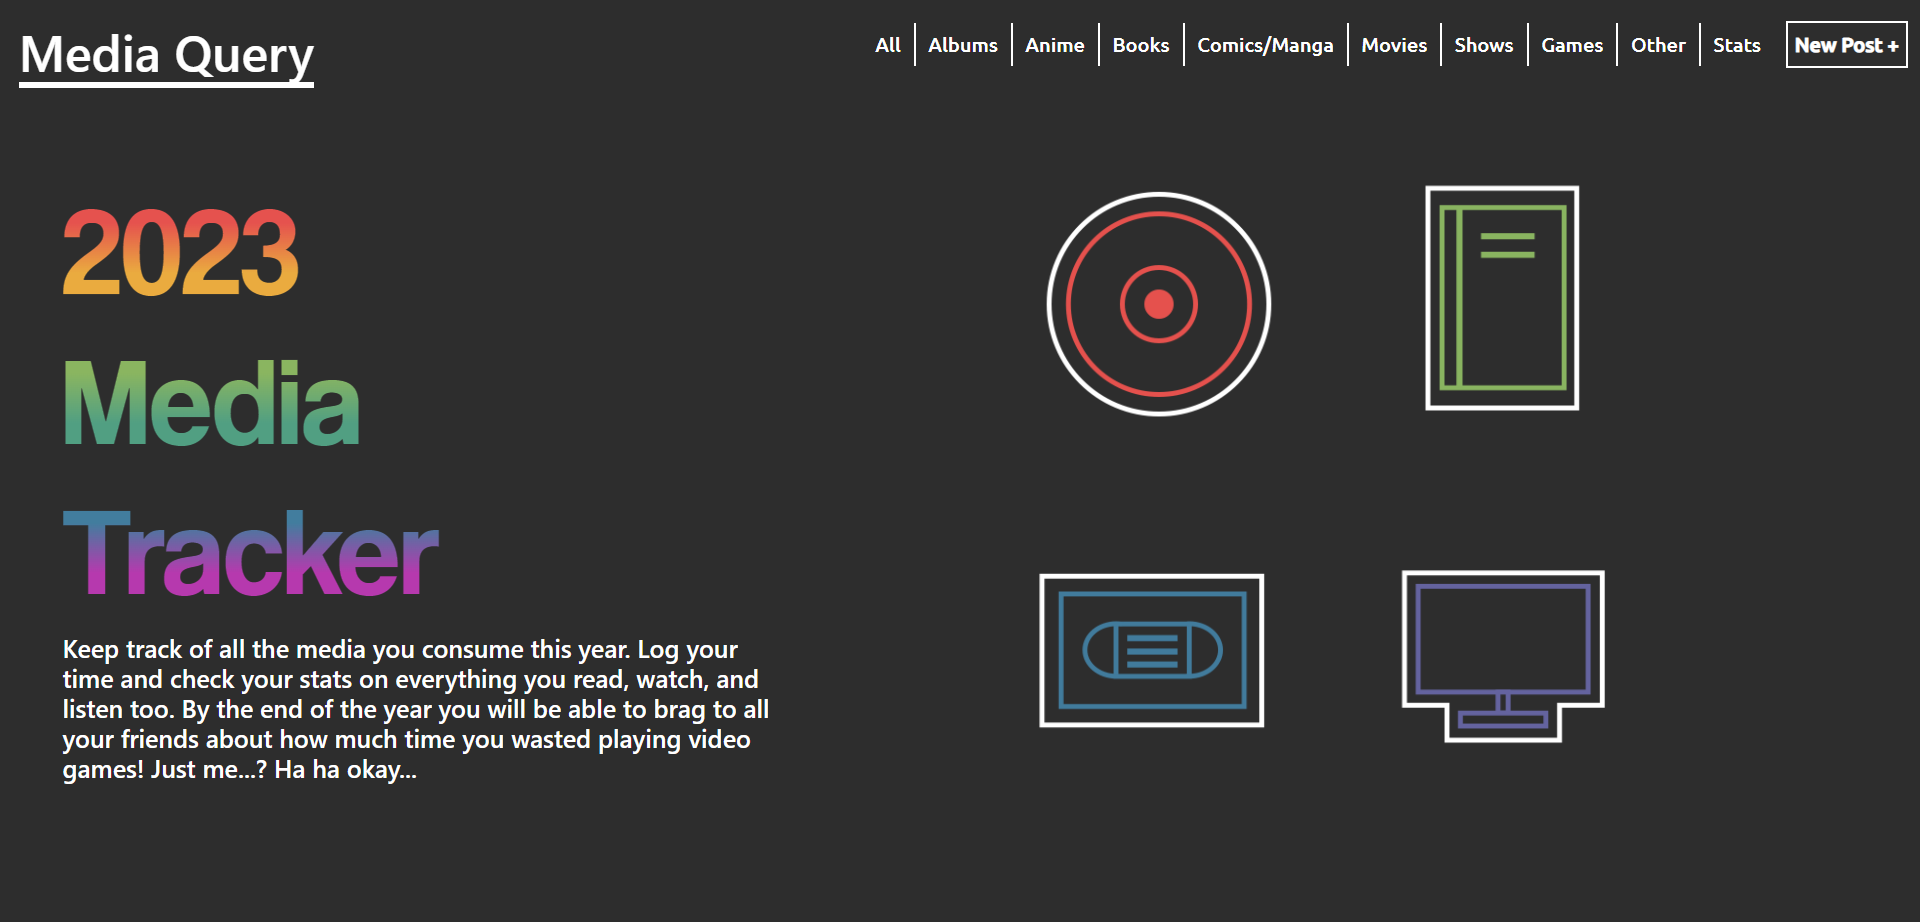 Media Query
All
Albums
Anime
Books
Comics/Manga
Movies
Shows
Games
Other
Stats
New Post +
2023
Media
Tracker
Keep track of all the media you consume this year. Log your
time and check your stats on everything you read, watch, and
listen too. By the end of the year you will be able to brag to all
your friends about how much time you wasted playing video
games! Just me...? Ha ha okay...